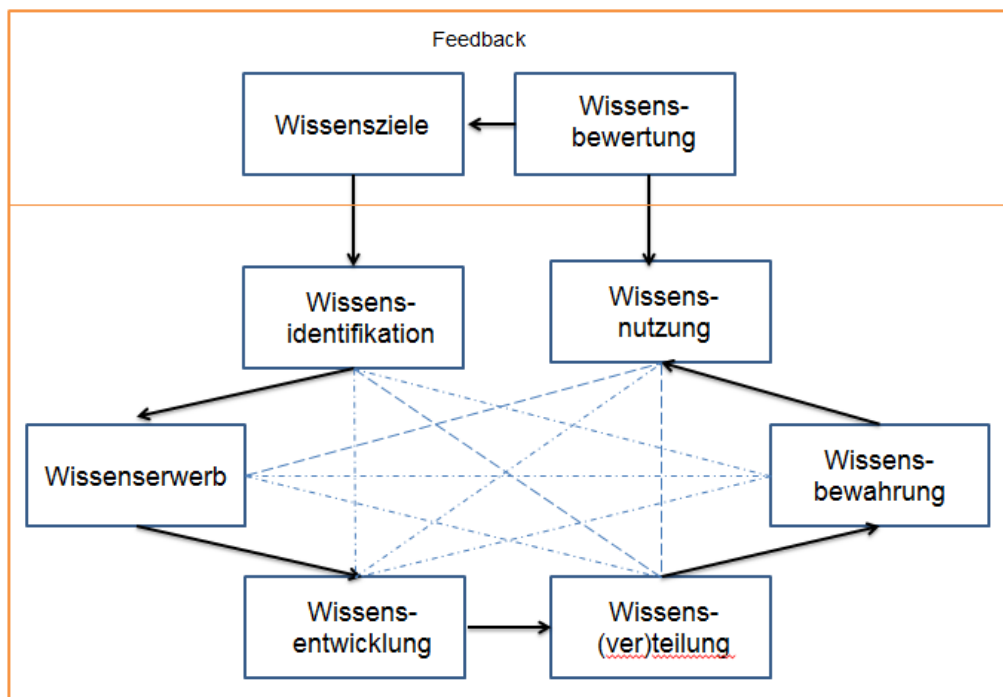 Feedback
Wissensziele
Wissens-
bewertung
Wissens-
identifikation
Wissens-
nutzung
Wissenserwerb
Wissens-
bewahrung
Wissens-
entwicklung
Wissens-
(ver)teilung